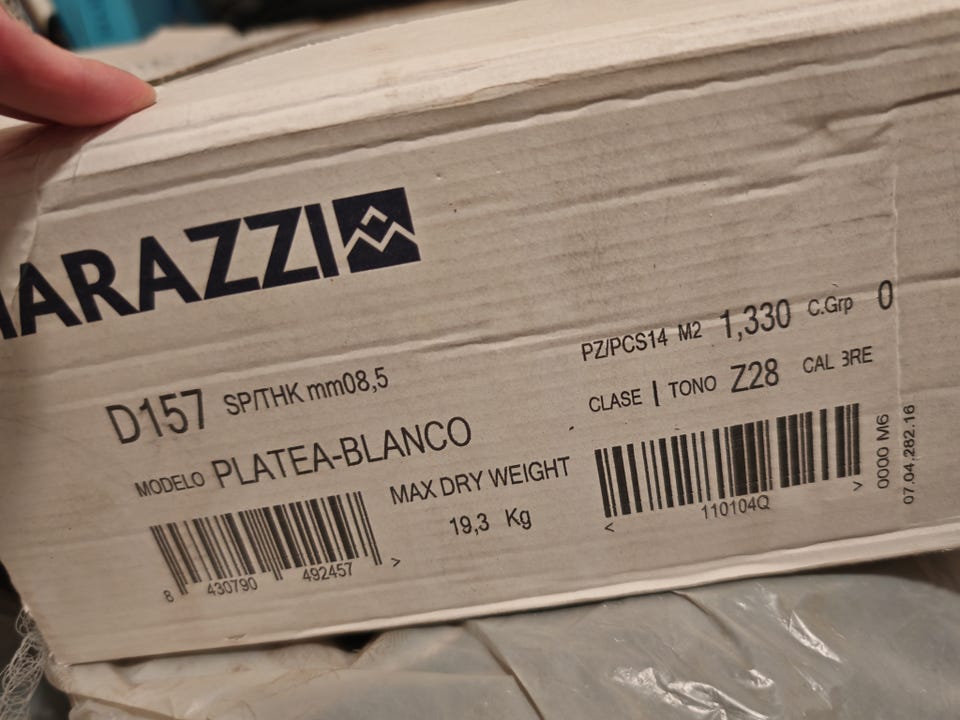 MARAZZI
PZ/PCS14 M2 1,330 C.Grp 0
D157 SP/THK mm08,5
CLASE | TONO Z28 CAL BRE
MODELO PLATEA-BLANCO
MAX DRY WEIGHT
19,3 Kg
8 430790 492457 >
< 110104Q >
0000 M6
07.04.282.16